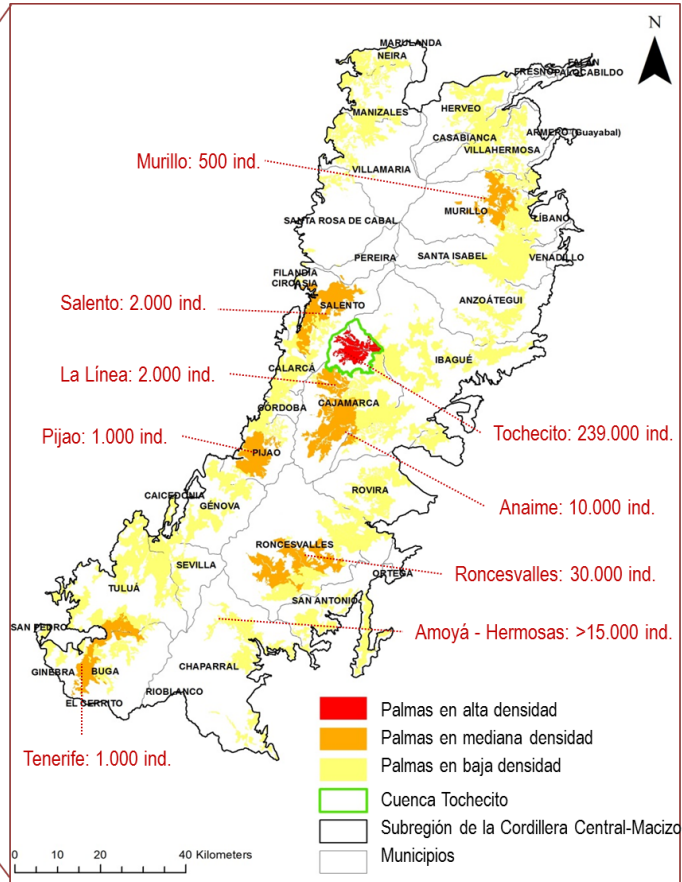 N
MARULANDA
NEIRA
FALAN
FRESNO
PALOCABILDO
MANIZALES
HERVEO
CASABIANCA
ARMERO (Guayabal)
VILLAHERMOSA
Murillo: 500 ind.
VILLAMARIA
MURILLO
LÍBANO
SANTA ROSA DE CABAL
PEREIRA
SANTA ISABEL
VENADILLO
FILANDIA
CIRCASIA
Salento: 2.000 ind.
SALENTO
ANZOÁTEGUI
IBAGUÉ
La Línea: 2.000 ind.
CALARCÁ
CAJAMARCA
CÓRDOBA
Tochecito: 239.000 ind.
Pijao: 1.000 ind.
PIJAO
ROVIRA
CAICEDONIA
GÉNOVA
Anaime: 10.000 ind.
RONCESVALLES
SEVILLA
ORTEGA
Roncesvalles: 30.000 ind.
TULUÁ
SAN ANTONIO
SAN PEDRO
Amoyá - Hermosas: >15.000 ind.
GINEBRA
BUGA
CHAPARRAL
RIOBLANCO
EL CERRITO
Tenerife: 1.000 ind.
Palmas en alta densidad
Palmas en mediana densidad
Palmas en baja densidad
Cuenca Tochecito
Subregión de la Cordillera Central-Macizo
Municipios
0 10 20 40 Kilometers